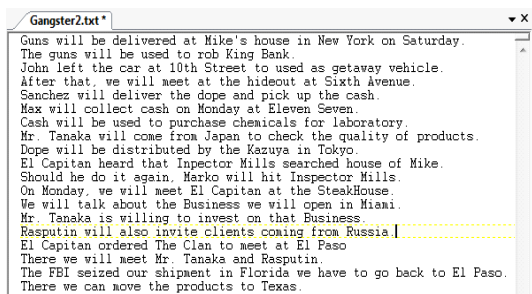 Gangster2.txt *
Guns will be delivered at Mike's house in New York on Saturday.
The guns will be used to rob King Bank.
John left the car at 10th Street to used as getaway vehicle.
After that, we will meet at the hideout at Sixth Avenue.
Sanchez will deliver the dope and pick up the cash.
Max will collect cash on Monday at Eleven Seven.
Cash will be used to purchase chemicals for laboratory.
Mr. Tanaka will come from Japan to check the quality of products.
Dope will be distributed by the Kazuya in Tokyo.
El Capitan heard that Inpector Mills searched house of Mike.
Should he do it again, Marko will hit Inspector Mills.
On Monday, we will meet El Capitan at the SteakHouse.
We will talk about the Business we will open in Miami.
Mr. Tanaka is willing to invest on that Business.
Rasputin will also invite clients coming from Russia.
El Capitan ordered The Clan to meet at El Paso
There we will meet Mr. Tanaka and Rasputin.
The FBI seized our shipment in Florida we have to go back to El Paso.
There we can move the products to Texas.